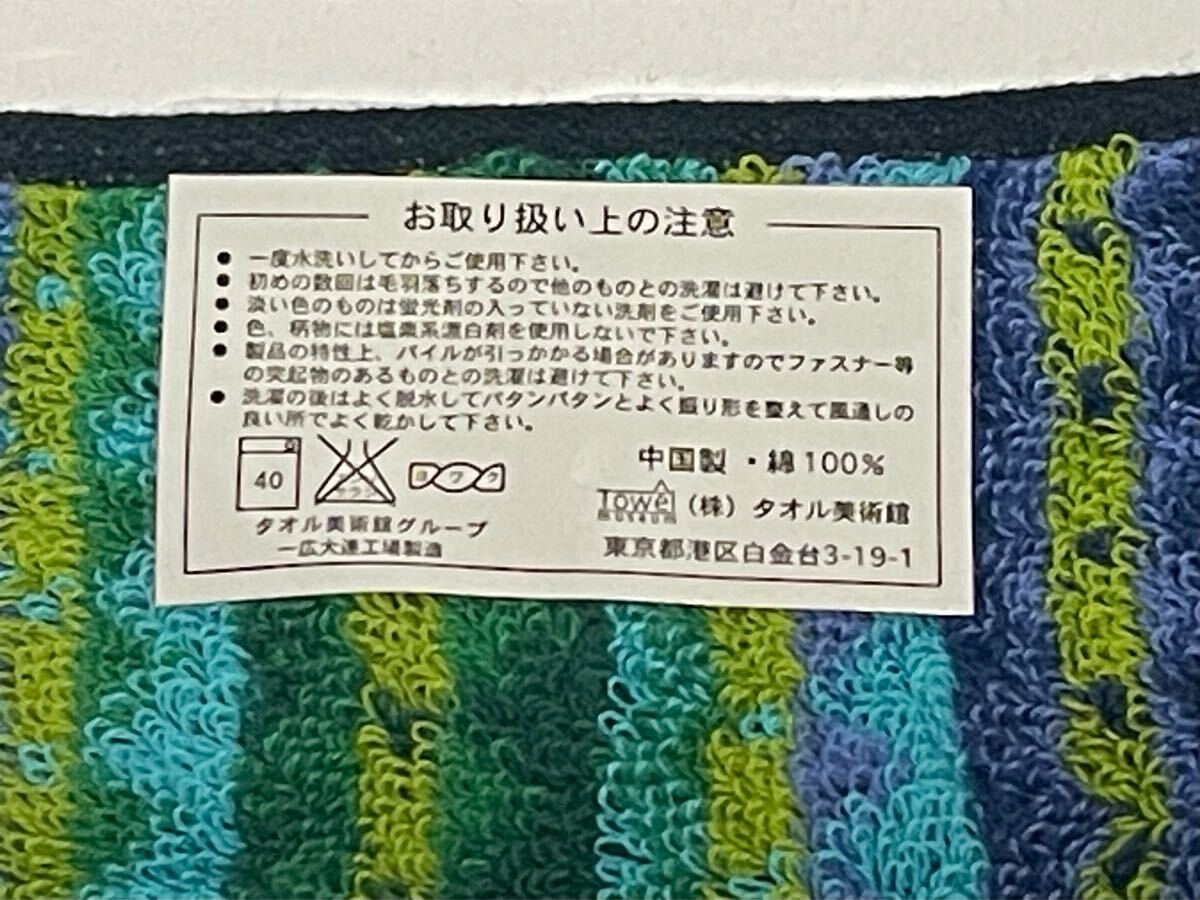 お取り扱い上の注意
● 一度水洗いしてからご使用下さい。
● 初めの数回は毛羽落ちするので他のものとの洗濯は避けて下さい。
● 淡い色のものは蛍光剤の入っていない洗剤をご使用下さい。
● 色、柄物には塩素系漂白剤を使用しないで下さい。
● 製品の特性上、パイルが引っかかる場合がありますのでファスナー等
の突起物のあるものとの洗濯は避けて下さい。
● 洗濯の後はよく脱水してパタンパタンとよく振り形を整えて風通しの
良い所でよく乾かして下さい。
40
ヨワク
中国製・綿100%
Towel museum (株) タオル美術館
タオル美術館グループ
一広大連工場製造
東京都港区白金台3-19-1